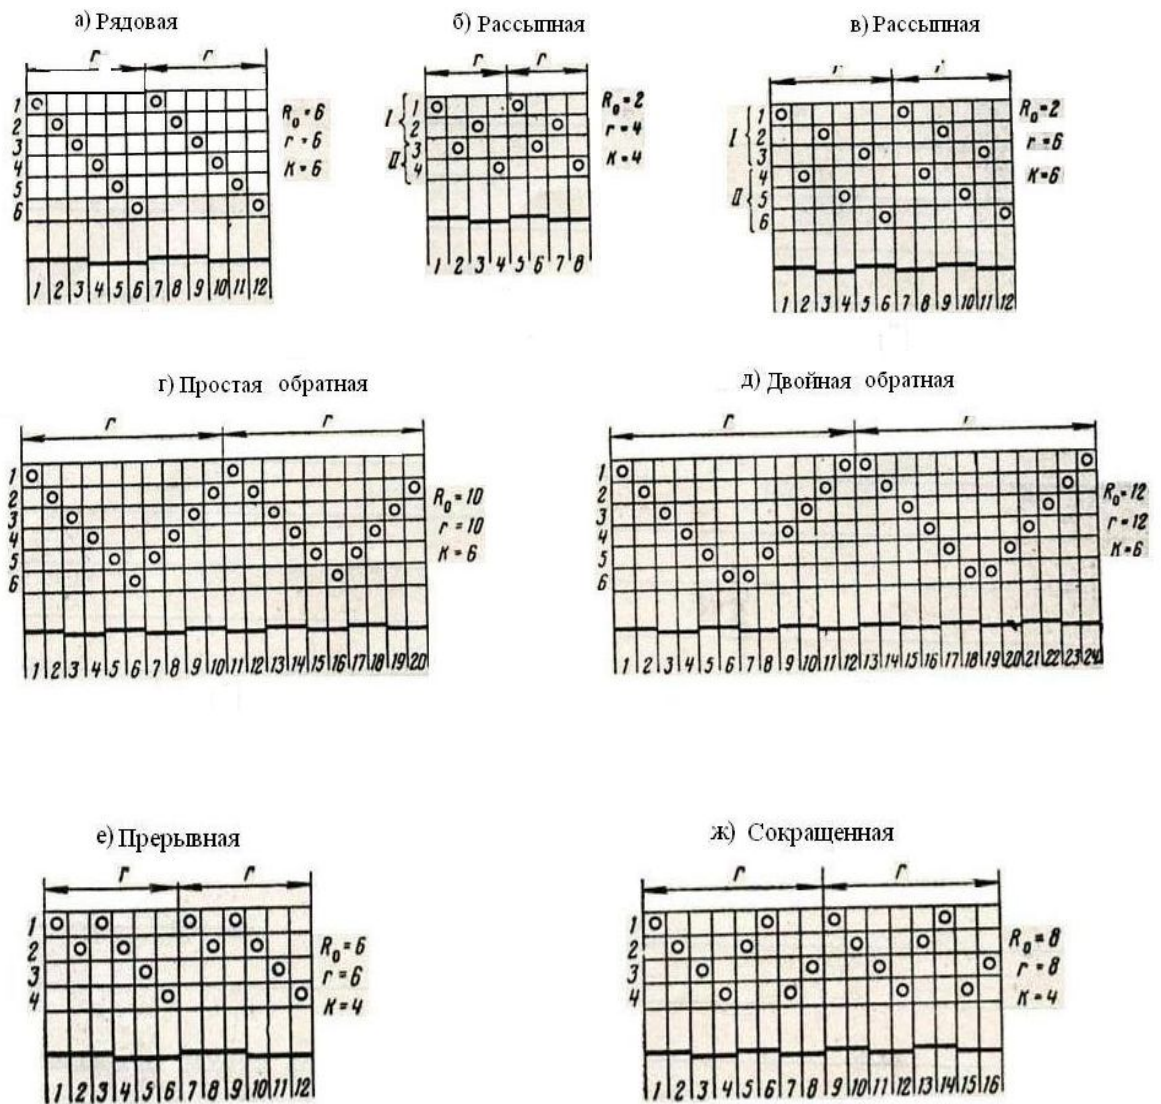 а) Рядовая
r r
1
2
3
4
5
6
R₀=6
r=6
K=6
1 2 3 4 5 6 7 8 9 10 11 12
б) Рассыпная
r r
I
II
1
2
3
4
R₀=2
r=4
K=4
1 2 3 4 5 6 7 8
в) Рассыпная
r r
I
II
1
2
3
4
5
6
R₀=2
r=6
K=6
1 2 3 4 5 6 7 8 9 10 11 12
г) Простая обратная
r r
1
2
3
4
5
6
R₀=10
r=10
K=6
1 2 3 4 5 6 7 8 9 10 11 12 13 14 15 16 17 18 19 20
д) Двойная обратная
r r
1
2
3
4
5
6
R₀=12
r=12
K=6
1 2 3 4 5 6 7 8 9 10 11 12 13 14 15 16 17 18 19 20 21 22 23 24
е) Прерывная
r r
1
2
3
4
R₀=6
r=6
K=4
1 2 3 4 5 6 7 8 9 10 11 12
ж) Сокращенная
r r
1
2
3
4
R₀=8
r=8
K=4
1 2 3 4 5 6 7 8 9 10 11 12 13 14 15 16